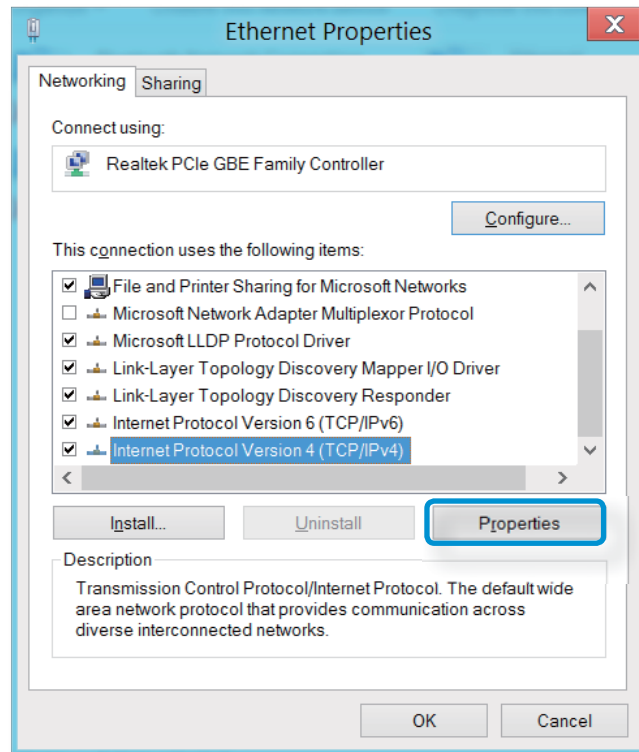 Ethernet Properties
X
Networking
Sharing
Connect using:
Realtek PCIe GBE Family Controller
Configure...
This connection uses the following items:
File and Printer Sharing for Microsoft Networks
Microsoft Network Adapter Multiplexor Protocol
Microsoft LLDP Protocol Driver
Link-Layer Topology Discovery Mapper I/O Driver
Link-Layer Topology Discovery Responder
Internet Protocol Version 6 (TCP/IPv6)
Internet Protocol Version 4 (TCP/IPv4)
Install...
Uninstall
Properties
Description
Transmission Control Protocol/Internet Protocol. The default wide
area network protocol that provides communication across
diverse interconnected networks.
OK
Cancel